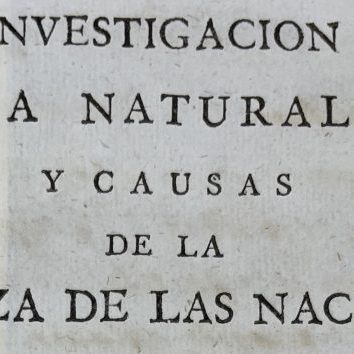 NVESTIGACION
A NATURAL
Y CAUSAS
DE LA
ZA DE LAS NAC